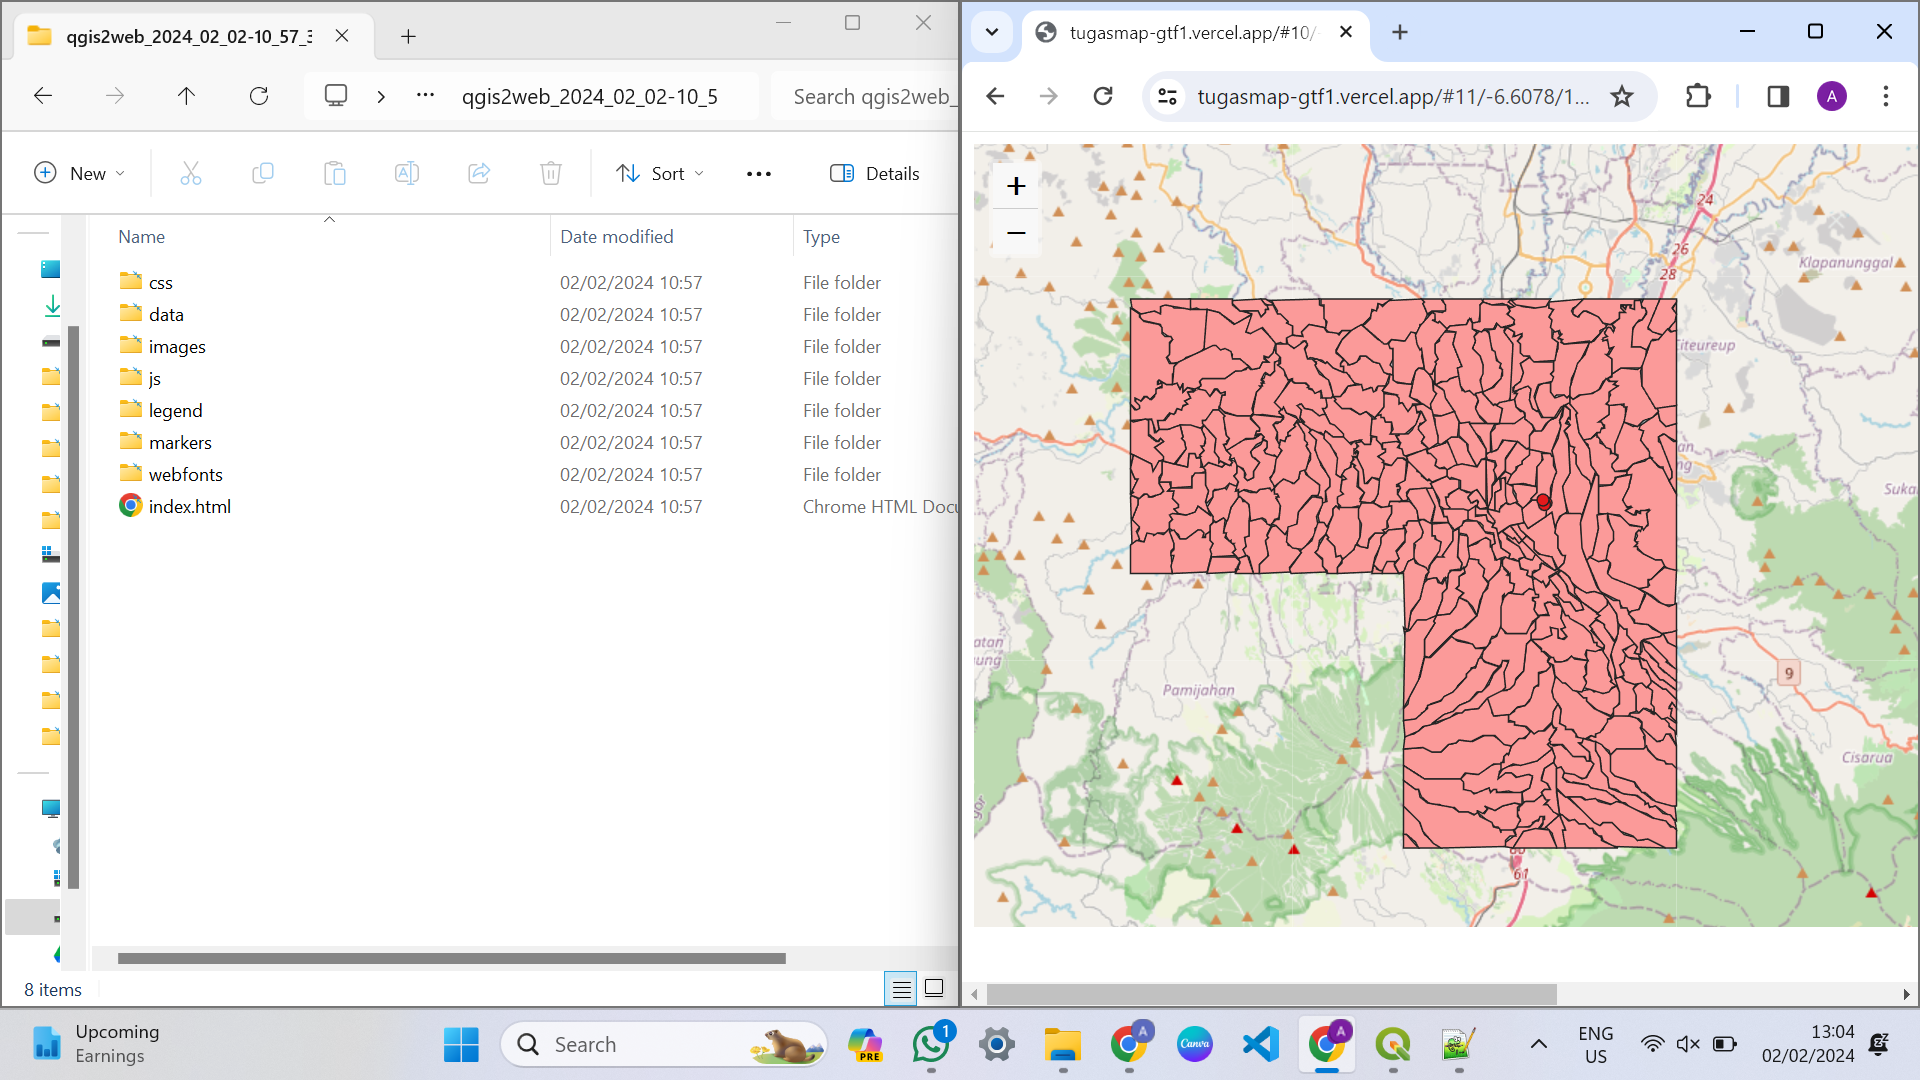 qgis2web_2024_02_02-10_57_3
qgis2web_2024_02_02-10_5
Search qgis2web_
New
Sort
Details
Name
Date modified
Type
css
02/02/2024 10:57
File folder
data
02/02/2024 10:57
File folder
images
02/02/2024 10:57
File folder
js
02/02/2024 10:57
File folder
legend
02/02/2024 10:57
File folder
markers
02/02/2024 10:57
File folder
webfonts
02/02/2024 10:57
File folder
index.html
02/02/2024 10:57
Chrome HTML Docu
8 items
tugasmap-gtf1.vercel.app/#10/-
tugasmap-gtf1.vercel.app/#11/-6.6078/1...
A
+
−
24
26
28
Klapanunggal
Citeureup
an
ng
Suka
atan
ung
Pamijahan
9
Cisarua
gor
61
Upcoming
Earnings
Search
PRE
1
A
Canva
A
ENG
US
13:04
02/02/2024